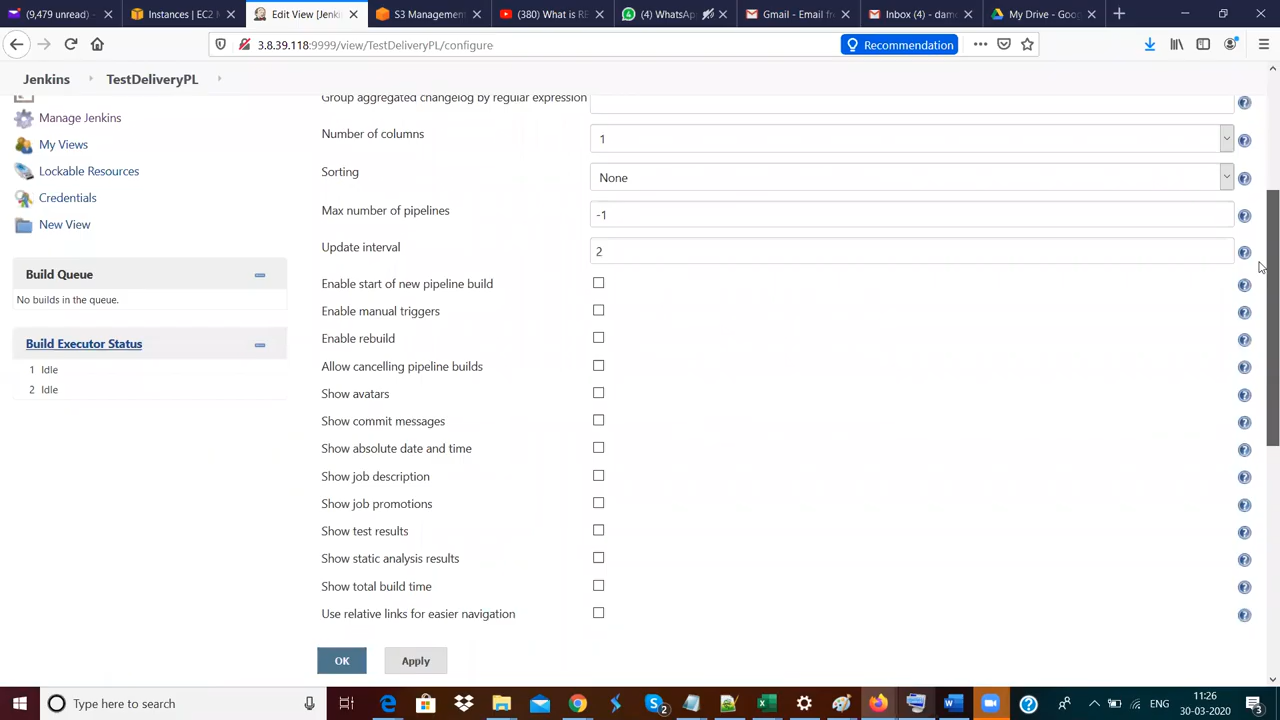 (9,479 unread)
Instances | EC2 M
Edit View [Jenki
S3 Management
(380) What is RE
(4) WhatsApp
Gmail - Email fr
Inbox (4) - dam
My Drive - Goog
3.8.39.118:9999/view/TestDeliveryPL/configure
Recommendation
Jenkins
TestDeliveryPL
Manage Jenkins
My Views
Lockable Resources
Credentials
New View
Build Queue
No builds in the queue.
Build Executor Status
1 Idle
2 Idle
Group aggregated changelog by regular expression
Number of columns
1
Sorting
None
Max number of pipelines
-1
Update interval
2
Enable start of new pipeline build
Enable manual triggers
Enable rebuild
Allow cancelling pipeline builds
Show avatars
Show commit messages
Show absolute date and time
Show job description
Show job promotions
Show test results
Show static analysis results
Show total build time
Use relative links for easier navigation
OK
Apply
Type here to search
2
ENG
11:26
30-03-2020
3